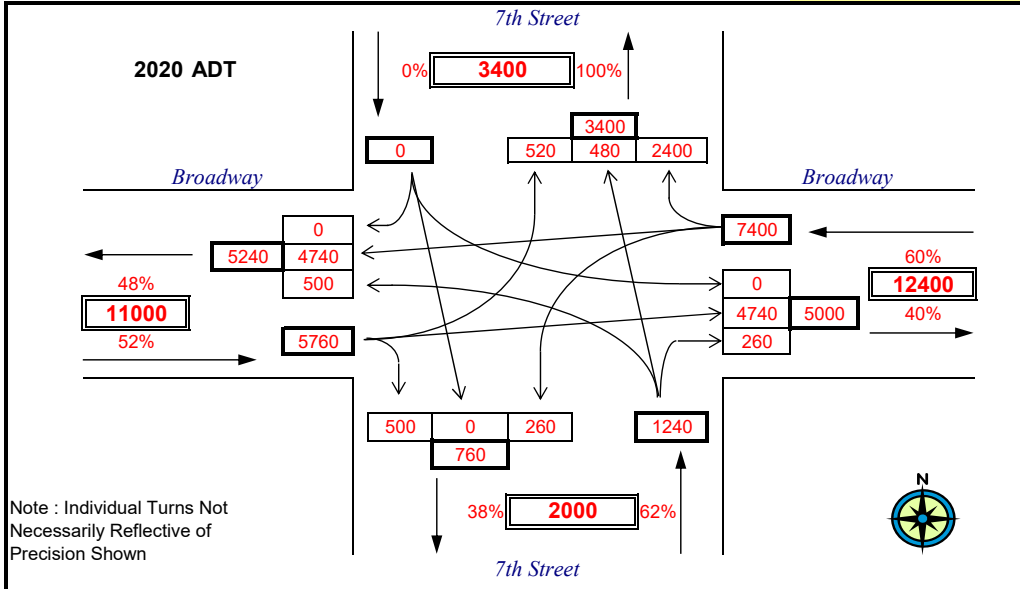 7th Street
2020 ADT
0% 3400 100%
3400
0 520 480 2400
Broadway Broadway
0 7400
5240 4740 60%
500 0 12400
48% 4740 5000 40%
11000 260
52% 5760
500 0 260 1240
760
N
Note : Individual Turns Not
Necessarily Reflective of
Precision Shown
38% 2000 62%
7th Street